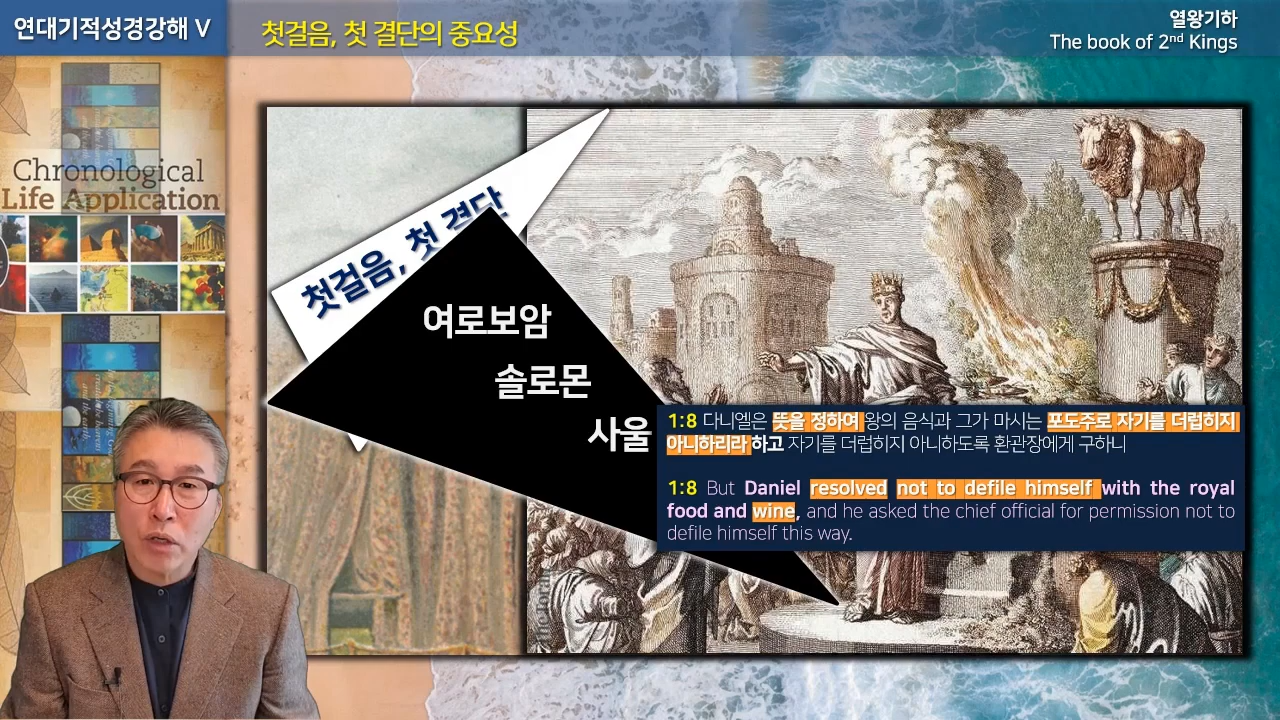 연대기적성경강해 V
첫걸음, 첫 결단의 중요성
열왕기하
The book of 2nd Kings
Chronological
Life Application
첫걸음, 첫 결단
여로보암
솔로몬
사울
1:8 다니엘은 뜻을 정하여 왕의 음식과 그가 마시는 포도주로 자기를 더럽히지
아니하리라 하고 자기를 더럽히지 아니하도록 환관장에게 구하니
1:8 But Daniel resolved not to defile himself with the royal
food and wine, and he asked the chief official for permission not to
defile himself this way.